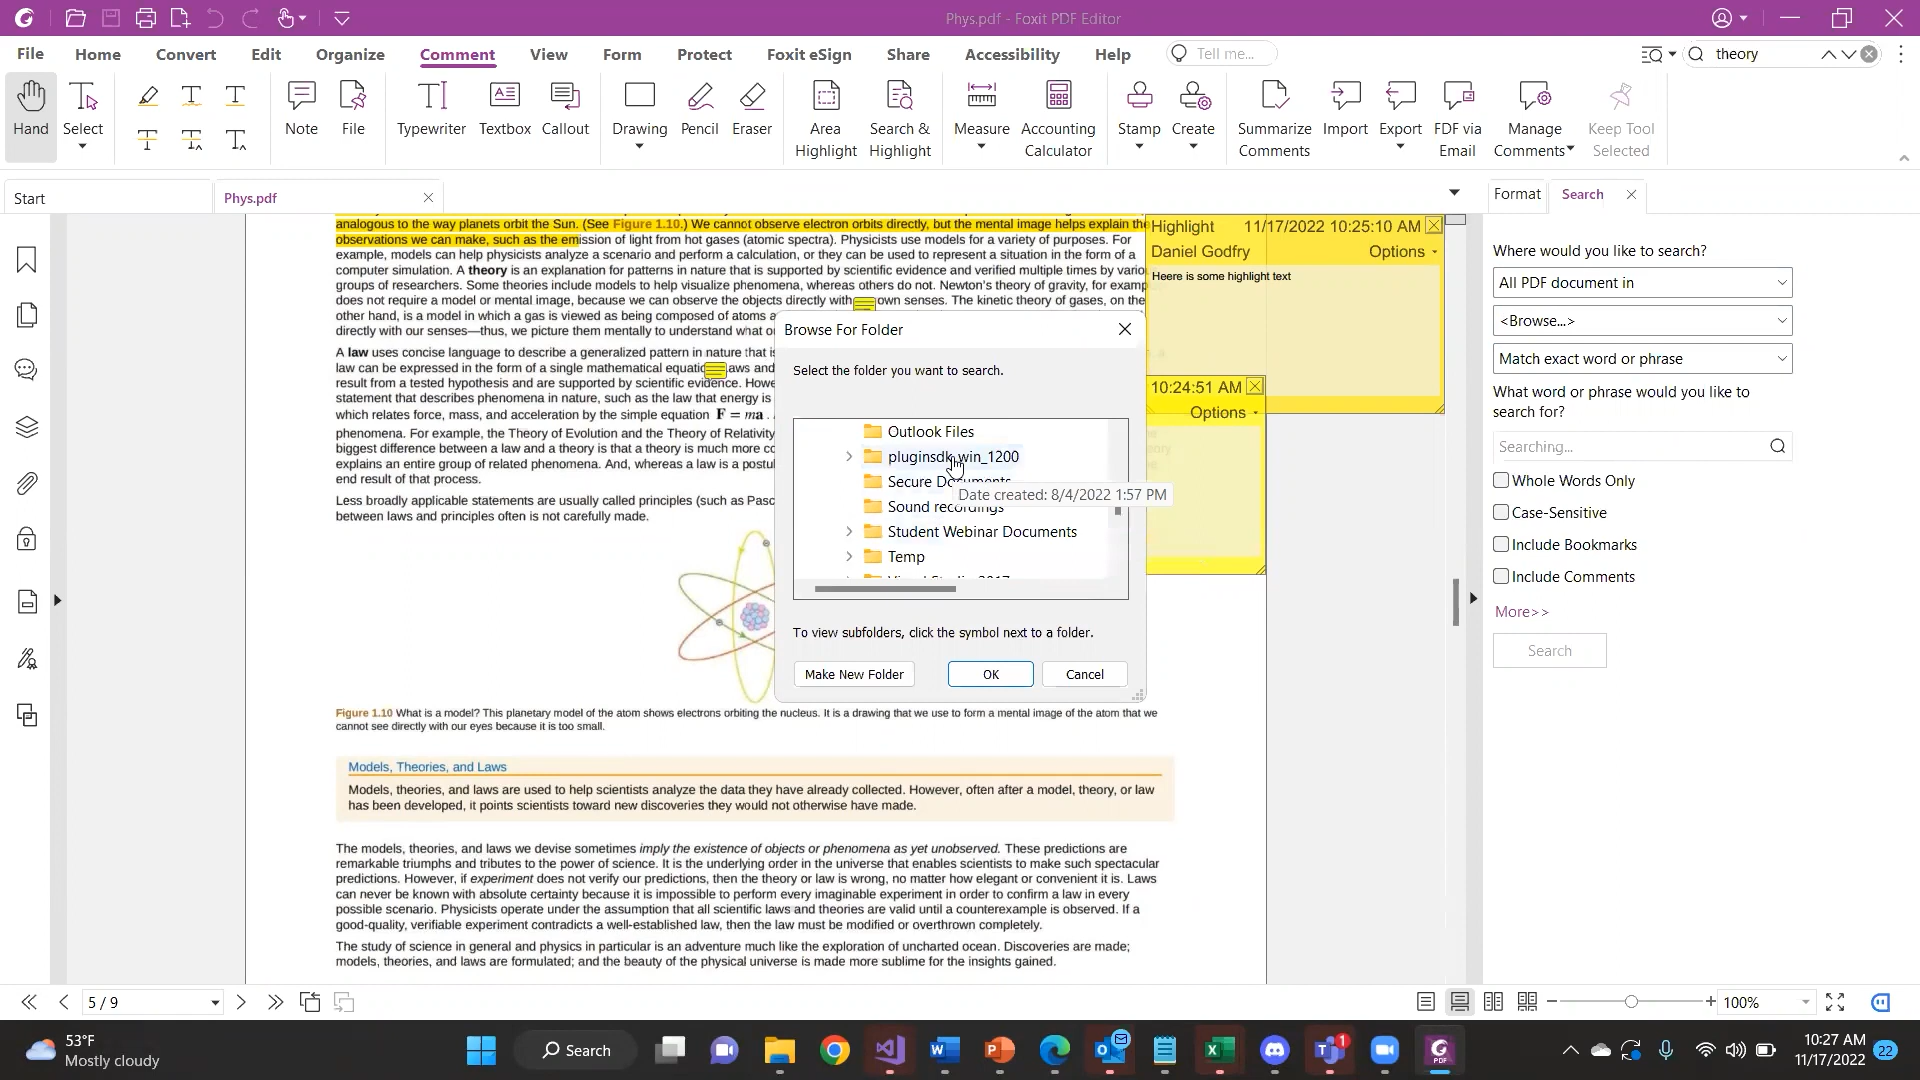 Phys.pdf - Foxit PDF Editor
File Home Convert Edit Organize Comment View Form Protect Foxit eSign Share Accessibility Help Tell me... theory
Hand Select Note File Typewriter Textbox Callout Drawing Pencil Eraser Area Highlight Search & Highlight Measure Accounting Calculator Stamp Create Summarize Comments Import Export FDF via Email Manage Comments Keep Tool Selected
Start Phys.pdf Format Search
analogous to the way planets orbit the Sun. (See Figure 1.10.) We cannot observe electron orbits directly, but the mental image helps explain the
observations we can make, such as the emission of light from hot gases (atomic spectra). Physicists use models for a variety of purposes. For
example, models can help physicists analyze a scenario and perform a calculation, or they can be used to represent a situation in the form of a
computer simulation. A theory is an explanation for patterns in nature that is supported by scientific evidence and verified multiple times by
groups of researchers. Some theories include models to help visualize phenomena, whereas others do not. Newton's theory of gravity, for
does not require a model or mental image, because we can observe the objects directly with own senses. The kinetic theory of gases, on the
other hand, is a model in which a gas is viewed as being composed of atoms
directly with our senses—thus, we picture them mentally to understand what
A law uses concise language to describe a generalized pattern in nature that
law can be expressed in the form of a single mathematical and
result from a tested hypothesis and are supported by scientific evidence.
statement that describes phenomena in nature, such as the law that energy is
which relates force, mass, and acceleration by the simple equation F = ma .
phenomena. For example, the Theory of Evolution and the Theory of Relativity
biggest difference between a law and a theory is that a theory is much more
explains an entire group of related phenomena. And, whereas a law is a
end result of that process.
Less broadly applicable statements are usually called principles (such as
between laws and principles often is not carefully made.
Figure 1.10 What is a model? This planetary model of the atom shows electrons orbiting the nucleus. It is a drawing that we use to form a mental image of the atom that we
cannot see directly with our eyes because it is too small.
Models, Theories, and Laws
Models, theories, and laws are used to help scientists analyze the data they have already collected. However, often after a model, theory, or law
has been developed, it points scientists toward new discoveries they would not otherwise have made.
The models, theories, and laws we devise sometimes imply the existence of objects or phenomena as yet unobserved. These predictions are
remarkable triumphs and tributes to the power of science. It is the underlying order in the universe that enables scientists to make such spectacular
predictions. However, if experiment does not verify our predictions, then the theory or law is wrong, no matter how elegant or convenient it is. Laws
can never be known with absolute certainty because it is impossible to perform every imaginable experiment in order to confirm a law in every
possible scenario. Physicists operate under the assumption that all scientific laws and theories are valid until a counterexample is observed. If a
good-quality, verifiable experiment contradicts a well-established law, then the law must be modified or overthrown completely.
The study of science in general and physics in particular is an adventure much like the exploration of uncharted ocean. Discoveries are made;
models, theories, and laws are formulated; and the beauty of the physical universe is made more sublime for the insights gained.
Highlight 11/17/2022 10:25:10 AM
Daniel Godfry Options
Heere is some highlight text
10:24:51 AM
Options
Browse For Folder
Select the folder you want to search.
Outlook Files
pluginsdk_win_1200
Secure Documents
Date created: 8/4/2022 1:57 PM
Sound recordings
Student Webinar Documents
Temp
To view subfolders, click the symbol next to a folder.
Make New Folder OK Cancel
Where would you like to search?
All PDF document in
<Browse...>
Match exact word or phrase
What word or phrase would you like to
search for?
Searching...
Whole Words Only
Case-Sensitive
Include Bookmarks
Include Comments
More>>
Search
5 / 9 100%
53°F
Mostly cloudy
Search
1
10:27 AM
11/17/2022 22